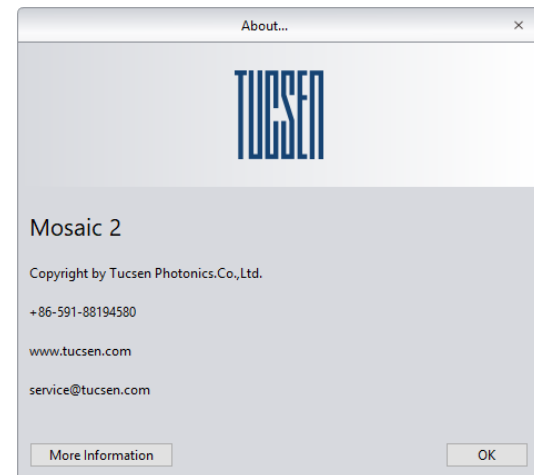 About...
TUCSEN
Mosaic 2
Copyright by Tucsen Photonics.Co.,Ltd.
+86-591-88194580
www.tucsen.com
service@tucsen.com
More Information
OK